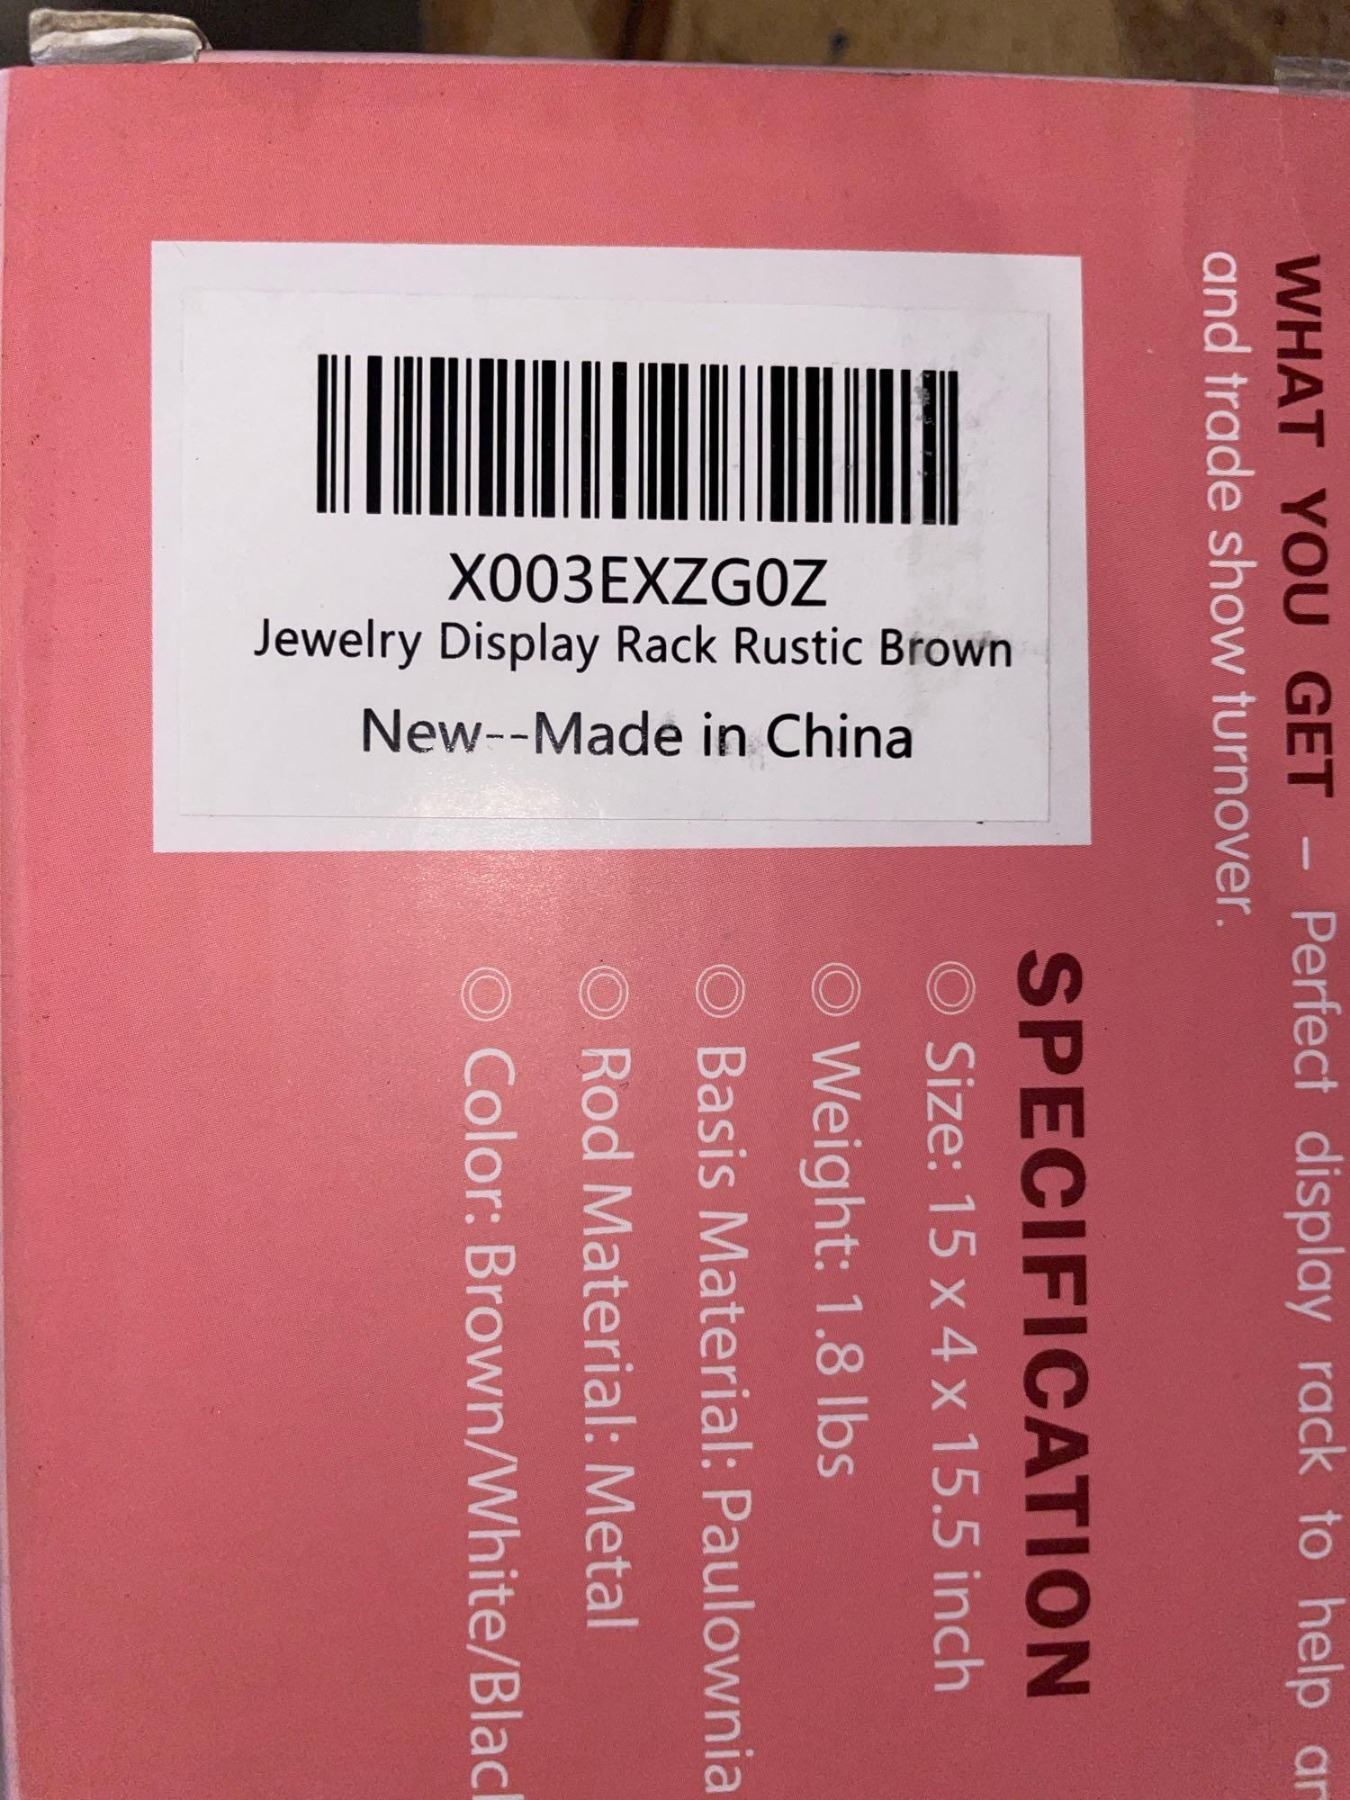 X003EXZG0Z
Jewelry Display Rack Rustic Brown
New--Made in China
WHAT YOU GET – Perfect display rack to help
and trade show turnover.
SPECIFICATION
◎ Size: 15 x 4 x 15.5 inch
◎ Weight: 1.8 lbs
◎ Basis Material: Paulownia
◎ Rod Material: Metal
◎ Color: Brown/White/Black